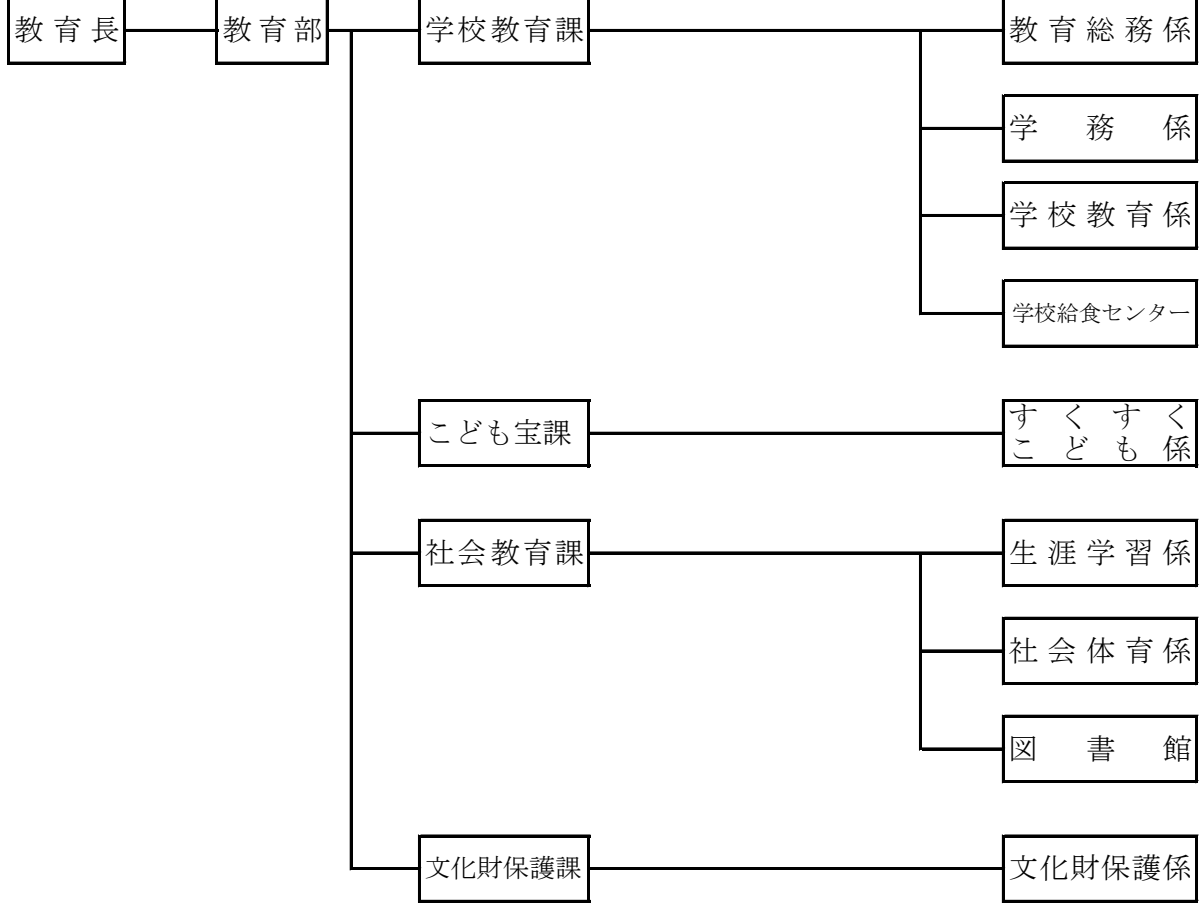 教育長
教育部
学校教育課
教育総務係
学務係
学校教育係
学校給食センター
こども宝課
すくすく
こども係
社会教育課
生涯学習係
社会体育係
図書館
文化財保護課
文化財保護係